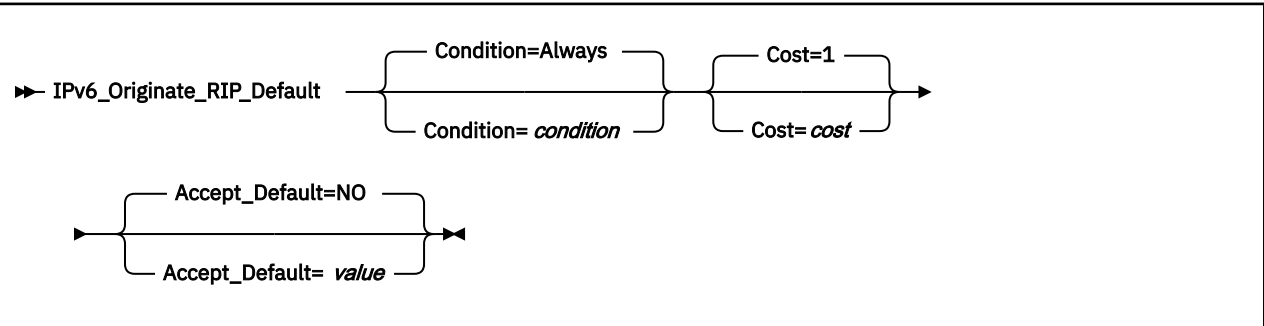 Condition=Always
Cost=1
IPv6_Originate_RIP_Default
Condition= condition
Cost= cost
Accept_Default=NO
Accept_Default= value